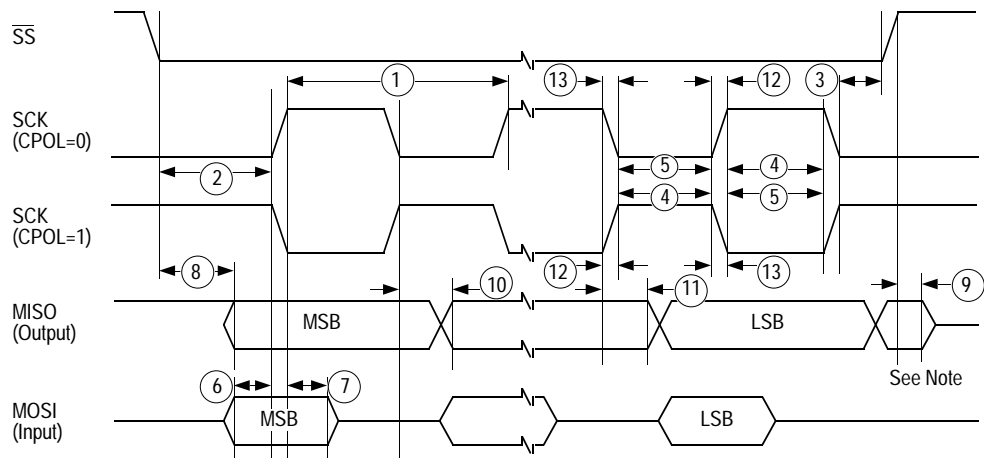 S̅S̅
1 13 12 3
SCK
(CPOL=0)
2 5 4
4 5
SCK
(CPOL=1)
8 12 13
10 11 9
MISO
(Output)
MSB LSB
See Note
6 7
MOSI
(Input)
MSB LSB